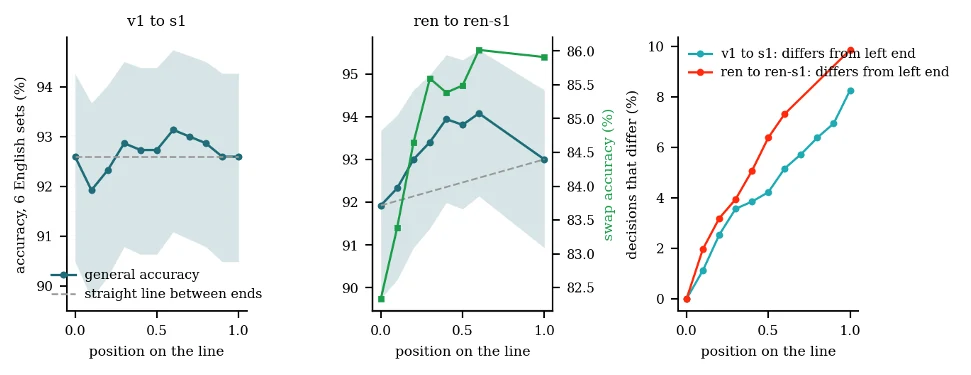 v1 to s1
accuracy, 6 English sets (%)
94
93
92
91
90
general accuracy
straight line between ends
0.0
0.5
1.0
position on the line
ren to ren-s1
95
94
93
92
91
90
86.0
85.5
85.0
84.5
84.0
83.5
83.0
82.5
swap accuracy (%)
0.0
0.5
1.0
position on the line
decisions that differ (%)
10
8
6
4
2
0
v1 to s1: differs from left end
ren to ren-s1: differs from left end
0.0
0.5
1.0
position on the line